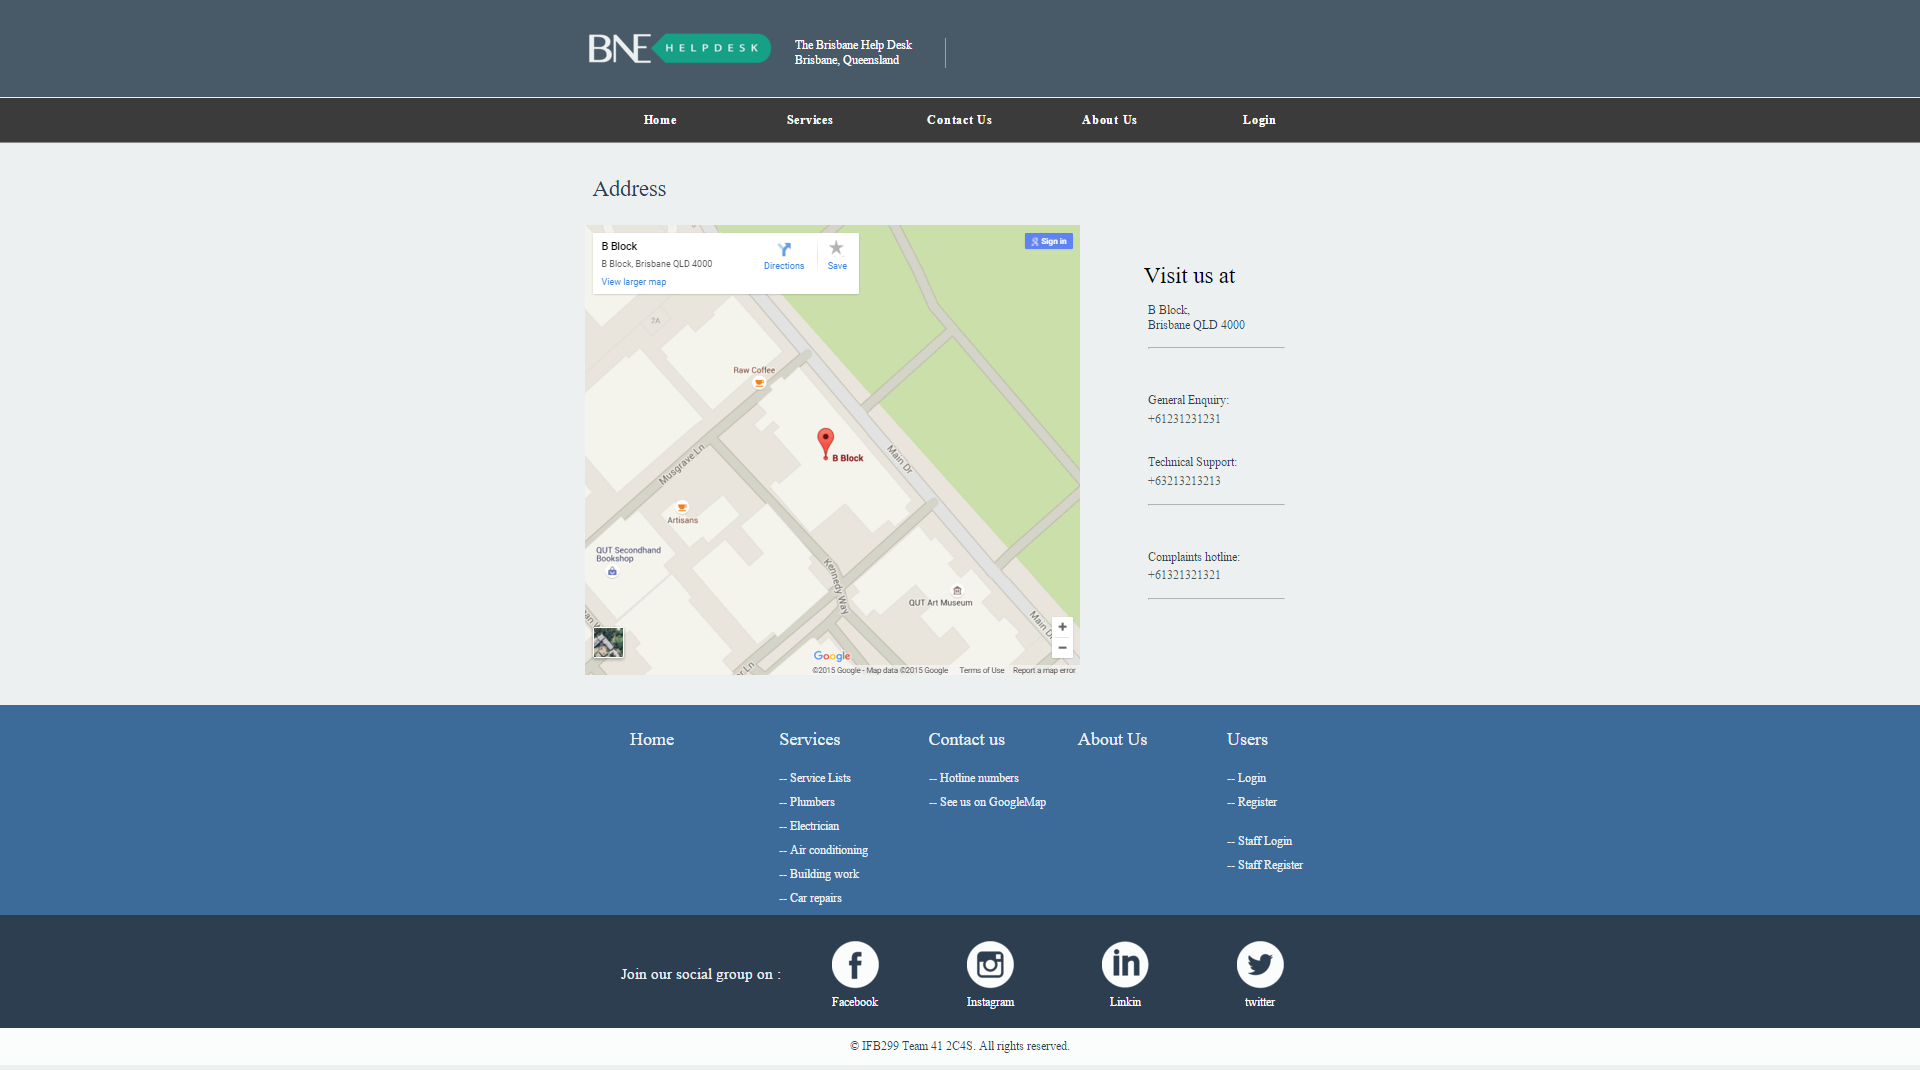 BNE HELPDESK
The Brisbane Help Desk
Brisbane, Queensland
Home Services Contact Us About Us Login
Address
B Block
B Block, Brisbane QLD 4000
View larger map
Directions
Save
Sign in
2A
Raw Coffee
B Block
Main Dr
Musgrave Ln
Artisans
QUT Secondhand
Bookshop
Kennedy Way
QUT Art Museum
Main Dr
+
−
Google
©2015 Google - Map data ©2015 Google Terms of Use Report a map error
Visit us at
B Block,
Brisbane QLD 4000
General Enquiry:
+61231231231
Technical Support:
+63213213213
Complaints hotline:
+61321321321
Home
Services
-- Service Lists
-- Plumbers
-- Electrician
-- Air conditioning
-- Building work
-- Car repairs
Contact us
-- Hotline numbers
-- See us on GoogleMap
About Us
Users
-- Login
-- Register
-- Staff Login
-- Staff Register
Join our social group on :
Facebook
Instagram
in
Linkin
twitter
© IFB299 Team 41 2C4S. All rights reserved.